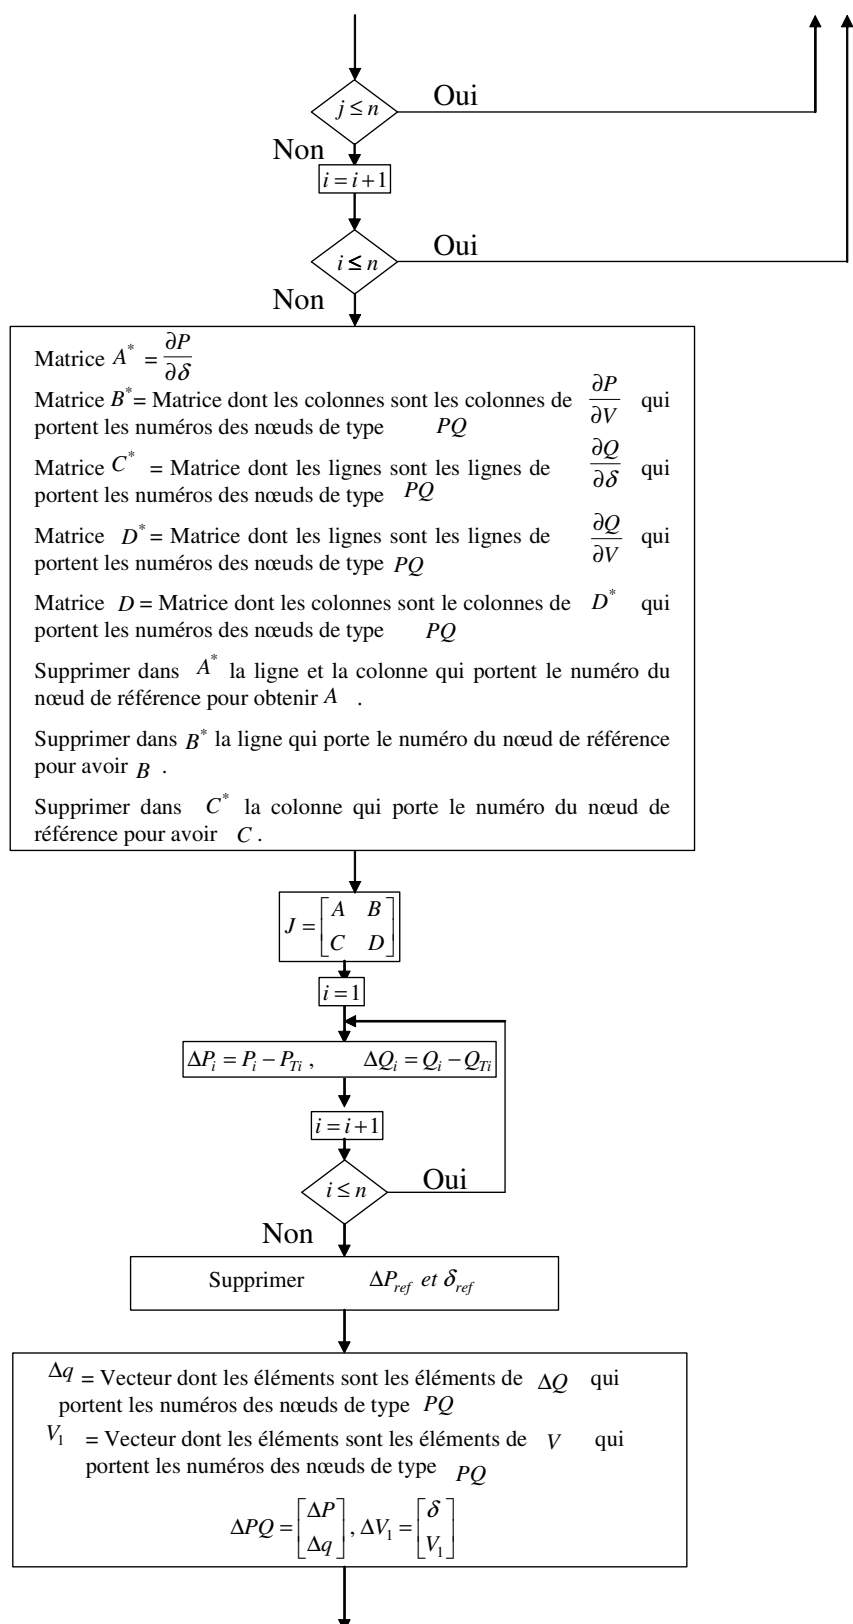 j ≤ n
Oui
Non
i = i+1
i ≤ n
Oui
Non
Matrice A* = ∂P/∂δ
Matrice B* = Matrice dont les colonnes sont les colonnes de ∂P/∂V qui
portent les numéros des nœuds de type PQ
Matrice C* = Matrice dont les lignes sont les lignes de ∂Q/∂δ qui
portent les numéros des nœuds de type PQ
Matrice D* = Matrice dont les lignes sont les lignes de ∂Q/∂V qui
portent les numéros des nœuds de type PQ
Matrice D = Matrice dont les colonnes sont le colonnes de D* qui
portent les numéros des nœuds de type PQ
Supprimer dans A* la ligne et la colonne qui portent le numéro du
nœud de référence pour obtenir A .
Supprimer dans B* la ligne qui porte le numéro du nœud de référence
pour avoir B .
Supprimer dans C* la colonne qui porte le numéro du nœud de
référence pour avoir C .
J = [A B
C D]
i = 1
ΔP_i = P_i − P_Ti , ΔQ_i = Q_i − Q_Ti
i = i+1
i ≤ n
Oui
Non
Supprimer ΔP_ref et δ_ref
Δq = Vecteur dont les éléments sont les éléments de ΔQ qui
portent les numéros des nœuds de type PQ
V_1 = Vecteur dont les éléments sont les éléments de V qui
portent les numéros des nœuds de type PQ
ΔPQ = [ΔP
Δq] , ΔV_1 = [δ
V_1]